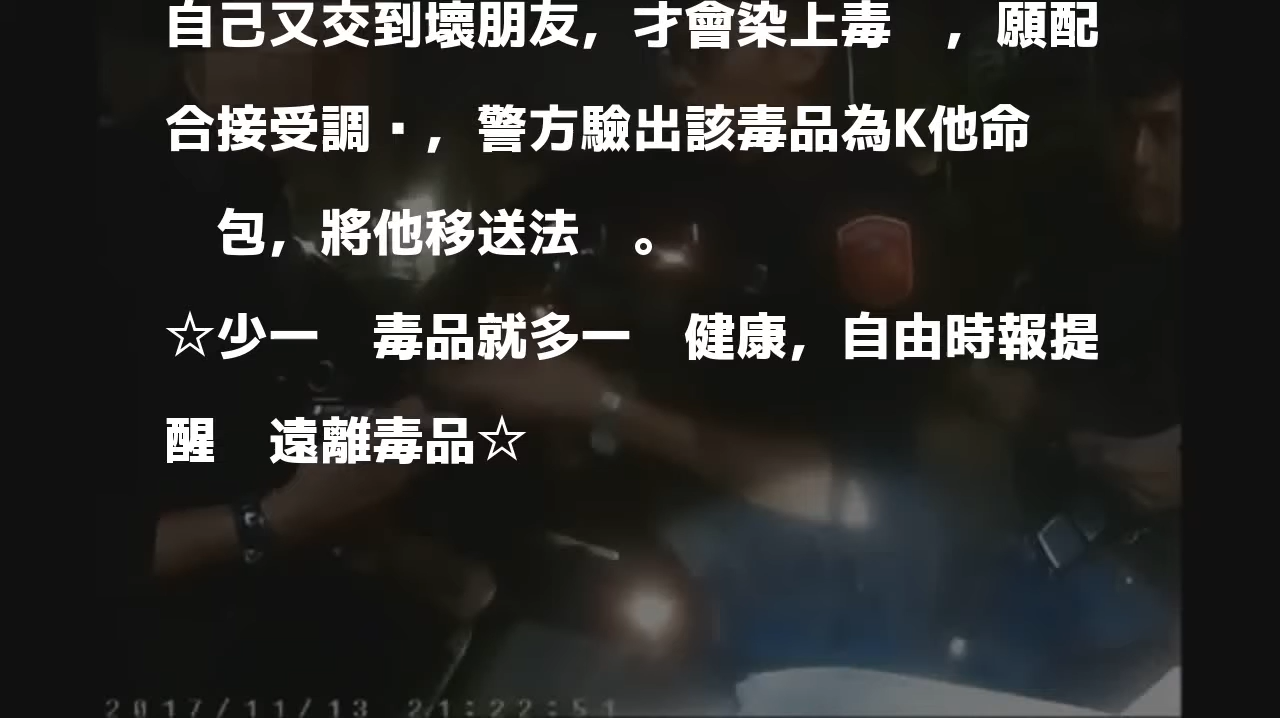 自己又交到壞朋友，才會染上毒　，願配
合接受調▪，警方驗出該毒品為K他命
　包，將他移送法　。
☆少一　毒品就多一　健康，自由時報提
醒　遠離毒品☆
2017/11/13 21:22:51